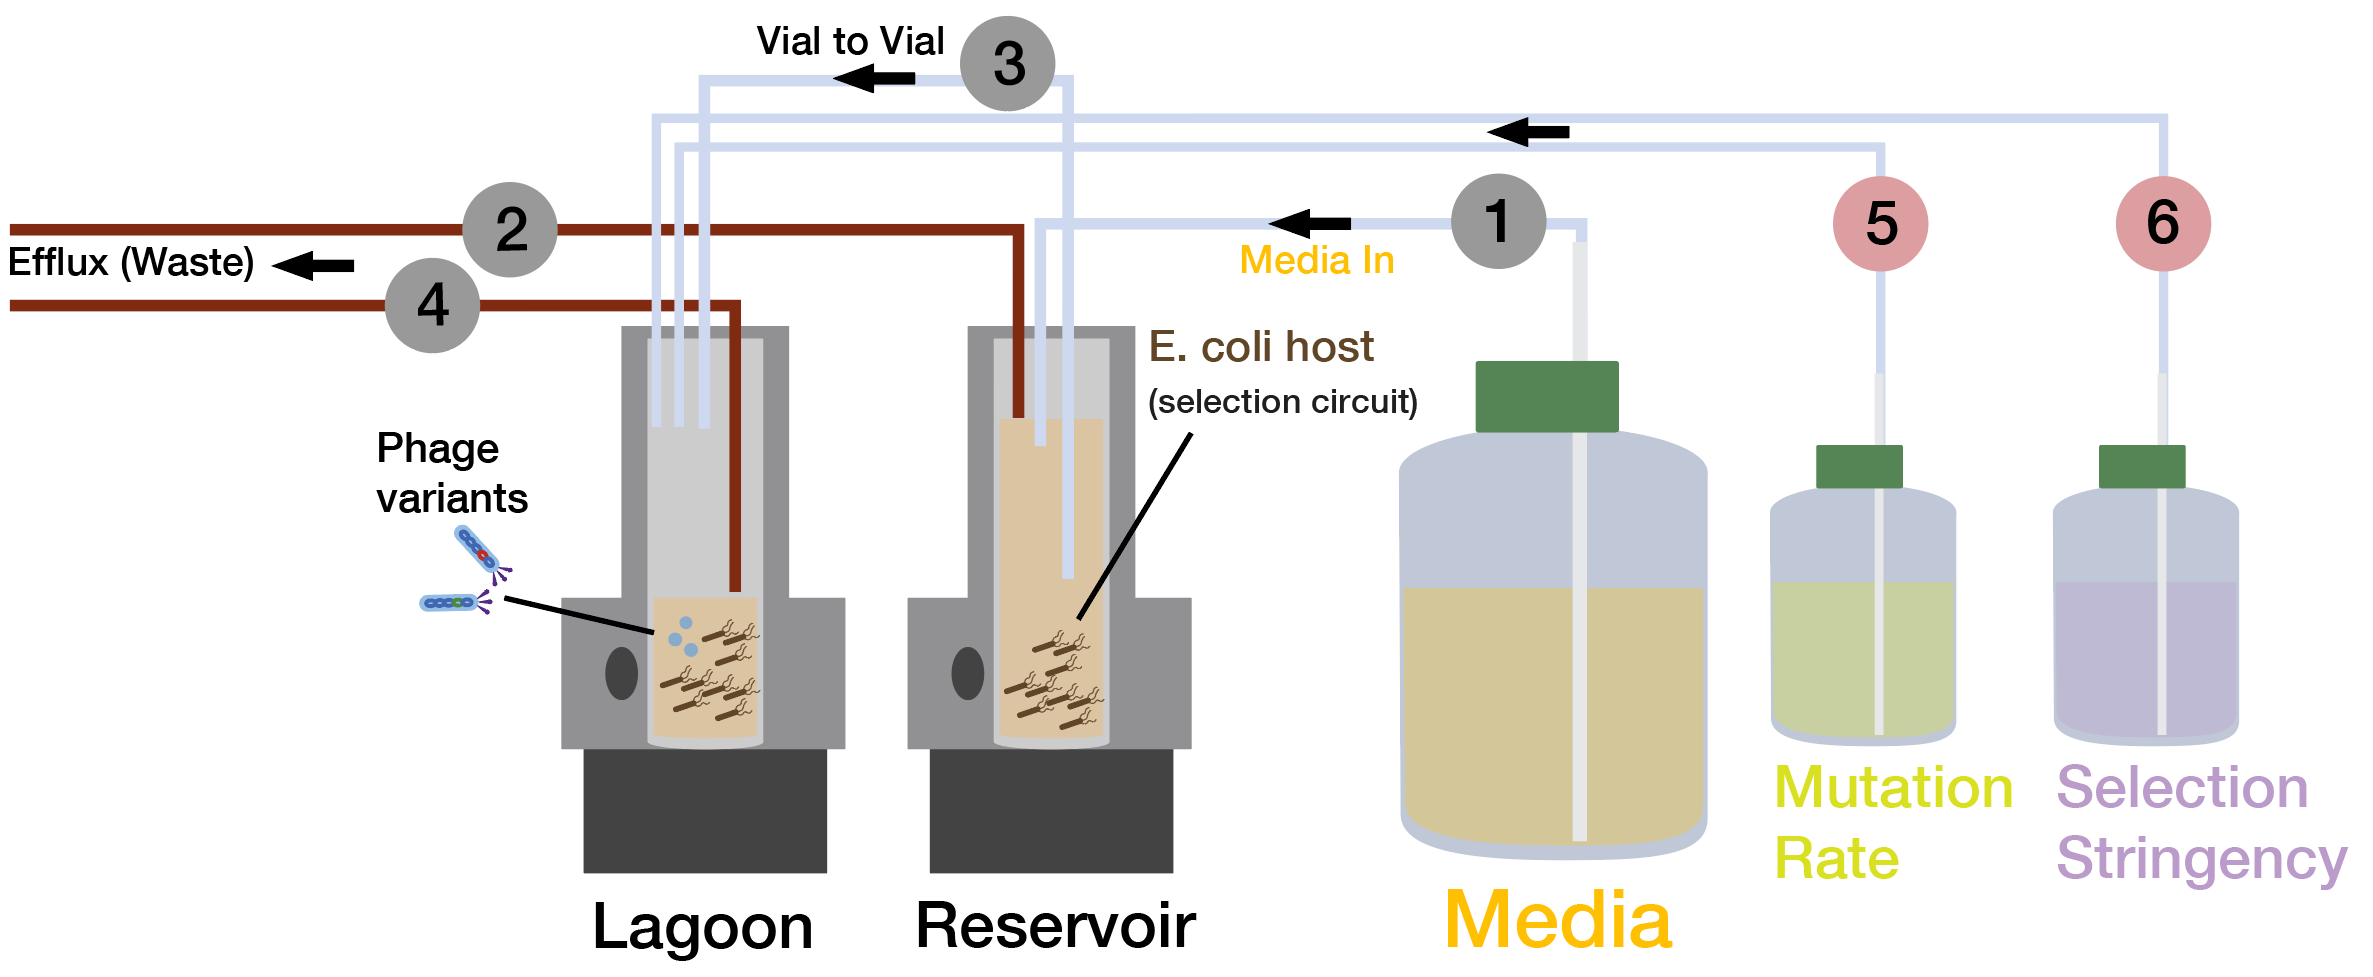 Vial to Vial
3
5
6
1
2
Media In
Efflux (Waste)
4
E. coli host
(selection circuit)
Phage
variants
Mutation
Rate
Selection
Stringency
Lagoon
Reservoir
Media